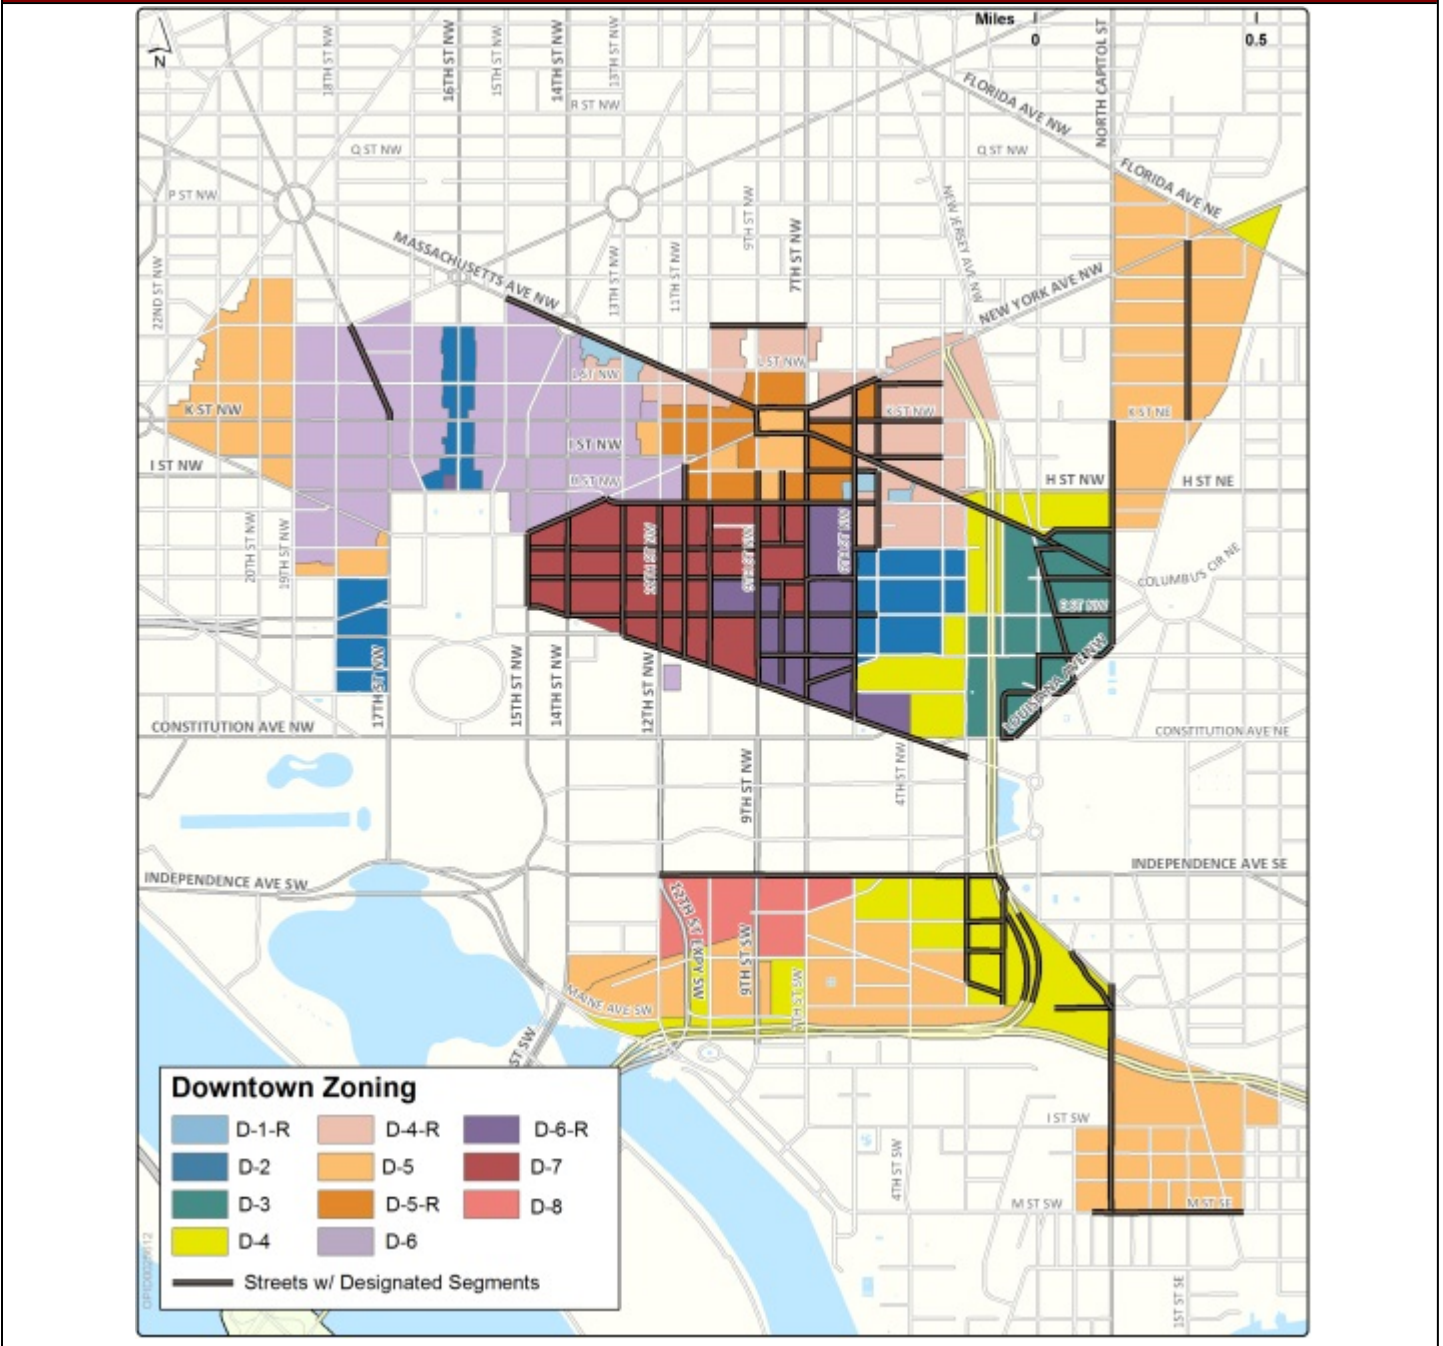 Miles
0
0.5
N
18TH ST NW
16TH ST NW
15TH ST NW
14TH ST NW
13TH ST NW
NORTH CAPITOL ST
R ST NW
FLORIDA AVE NW
Q ST NW
Q ST NW
P ST NW
FLORIDA AVE NE
9TH ST NW
7TH ST NW
NEW JERSEY AVE NW
MASSACHUSETTS AVE NW
22ND ST NW
13TH ST NW
11TH ST NW
NEW YORK AVE NW
L ST NW
L ST NW
K ST NW
K ST NW
K ST NE
I ST NW
I ST NW
H ST NW
H ST NW
H ST NE
20TH ST NW
19TH ST NW
9TH ST NW
COLUMBUS CIR NE
LOUISIANA AVE NW
17TH ST NW
15TH ST NW
14TH ST NW
12TH ST NW
CONSTITUTION AVE NW
CONSTITUTION AVE NE
9TH ST NW
4TH ST NW
INDEPENDENCE AVE SW
INDEPENDENCE AVE SE
12TH ST EXPY SW
9TH ST SW
MAINE AVE SW
ST SW
Downtown Zoning
D-1-R
D-4-R
D-6-R
D-2
D-5
D-7
D-3
D-5-R
D-8
D-4
D-6
Streets w/ Designated Segments
I ST SW
4TH ST SW
M ST SW
M ST SE
1ST ST SE